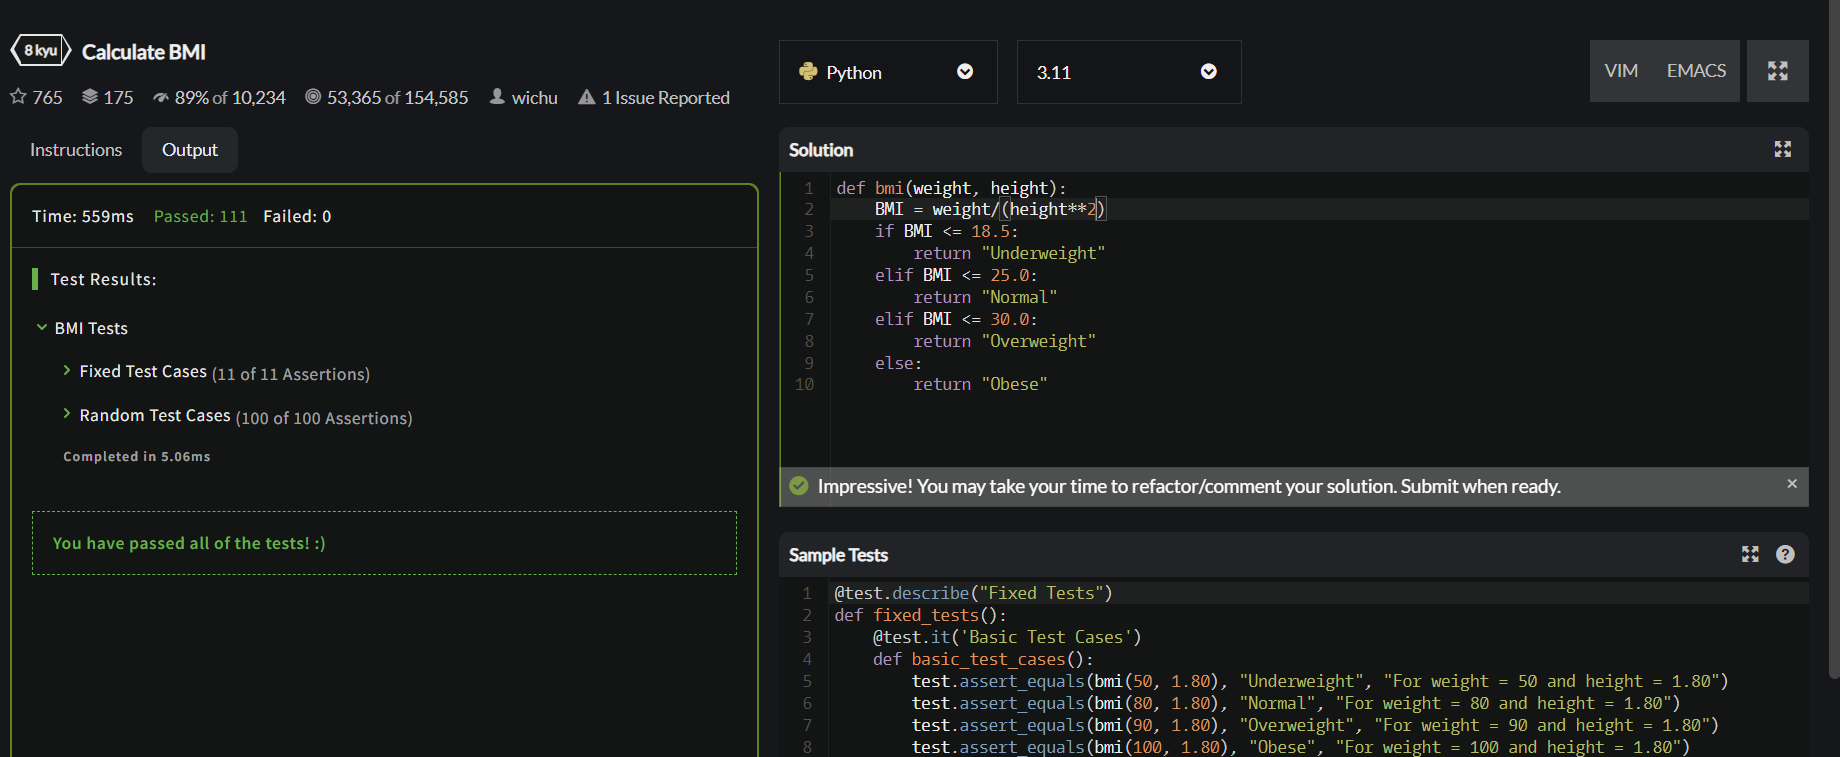 8 kyu Calculate BMI
765 175 89% of 10,234 53,365 of 154,585 wichu 1 Issue Reported
Instructions Output
Time: 559ms Passed: 111 Failed: 0
Test Results:
BMI Tests
Fixed Test Cases (11 of 11 Assertions)
Random Test Cases (100 of 100 Assertions)
Completed in 5.06ms
You have passed all of the tests! :)
Python 3.11 VIM EMACS
Solution
1 def bmi(weight, height):
2     BMI = weight/(height**2)
3     if BMI <= 18.5:
4         return "Underweight"
5     elif BMI <= 25.0:
6         return "Normal"
7     elif BMI <= 30.0:
8         return "Overweight"
9     else:
10         return "Obese"
Impressive! You may take your time to refactor/comment your solution. Submit when ready. ×
Sample Tests ?
1 @test.describe("Fixed Tests")
2 def fixed_tests():
3     @test.it('Basic Test Cases')
4     def basic_test_cases():
5         test.assert_equals(bmi(50, 1.80), "Underweight", "For weight = 50 and height = 1.80")
6         test.assert_equals(bmi(80, 1.80), "Normal", "For weight = 80 and height = 1.80")
7         test.assert_equals(bmi(90, 1.80), "Overweight", "For weight = 90 and height = 1.80")
8         test.assert_equals(bmi(100, 1.80), "Obese", "For weight = 100 and height = 1.80")